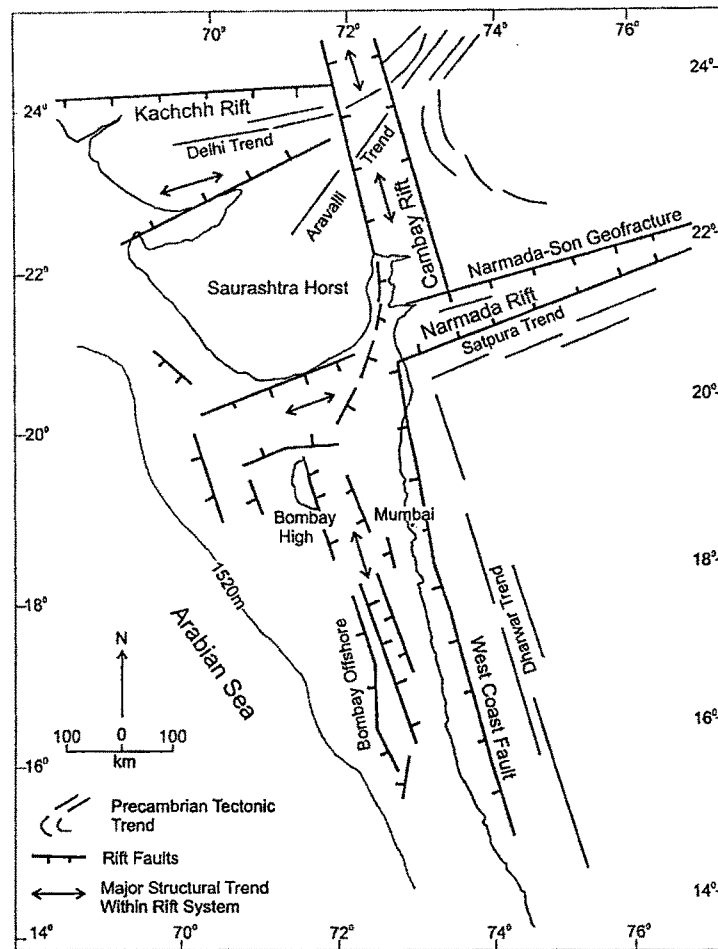 70°
72°
74°
76°
24°
24°
Kachchh Rift
Delhi Trend
Aravalli
Trend
Cambay Rift
22°
Narmada-Son Geofracture
22°
Saurashtra Horst
Narmada Rift
Satpura Trend
20°
20°
Bombay
High
Mumbai
18°
1520m
18°
Dharwar Trend
Arabian Sea
Bombay Offshore
West Coast Fault
N
16°
100 0 100
km
16°
Precambrian Tectonic
Trend
Rift Faults
Major Structural Trend
Within Rift System
14°
14°
70°
72°
74°
76°